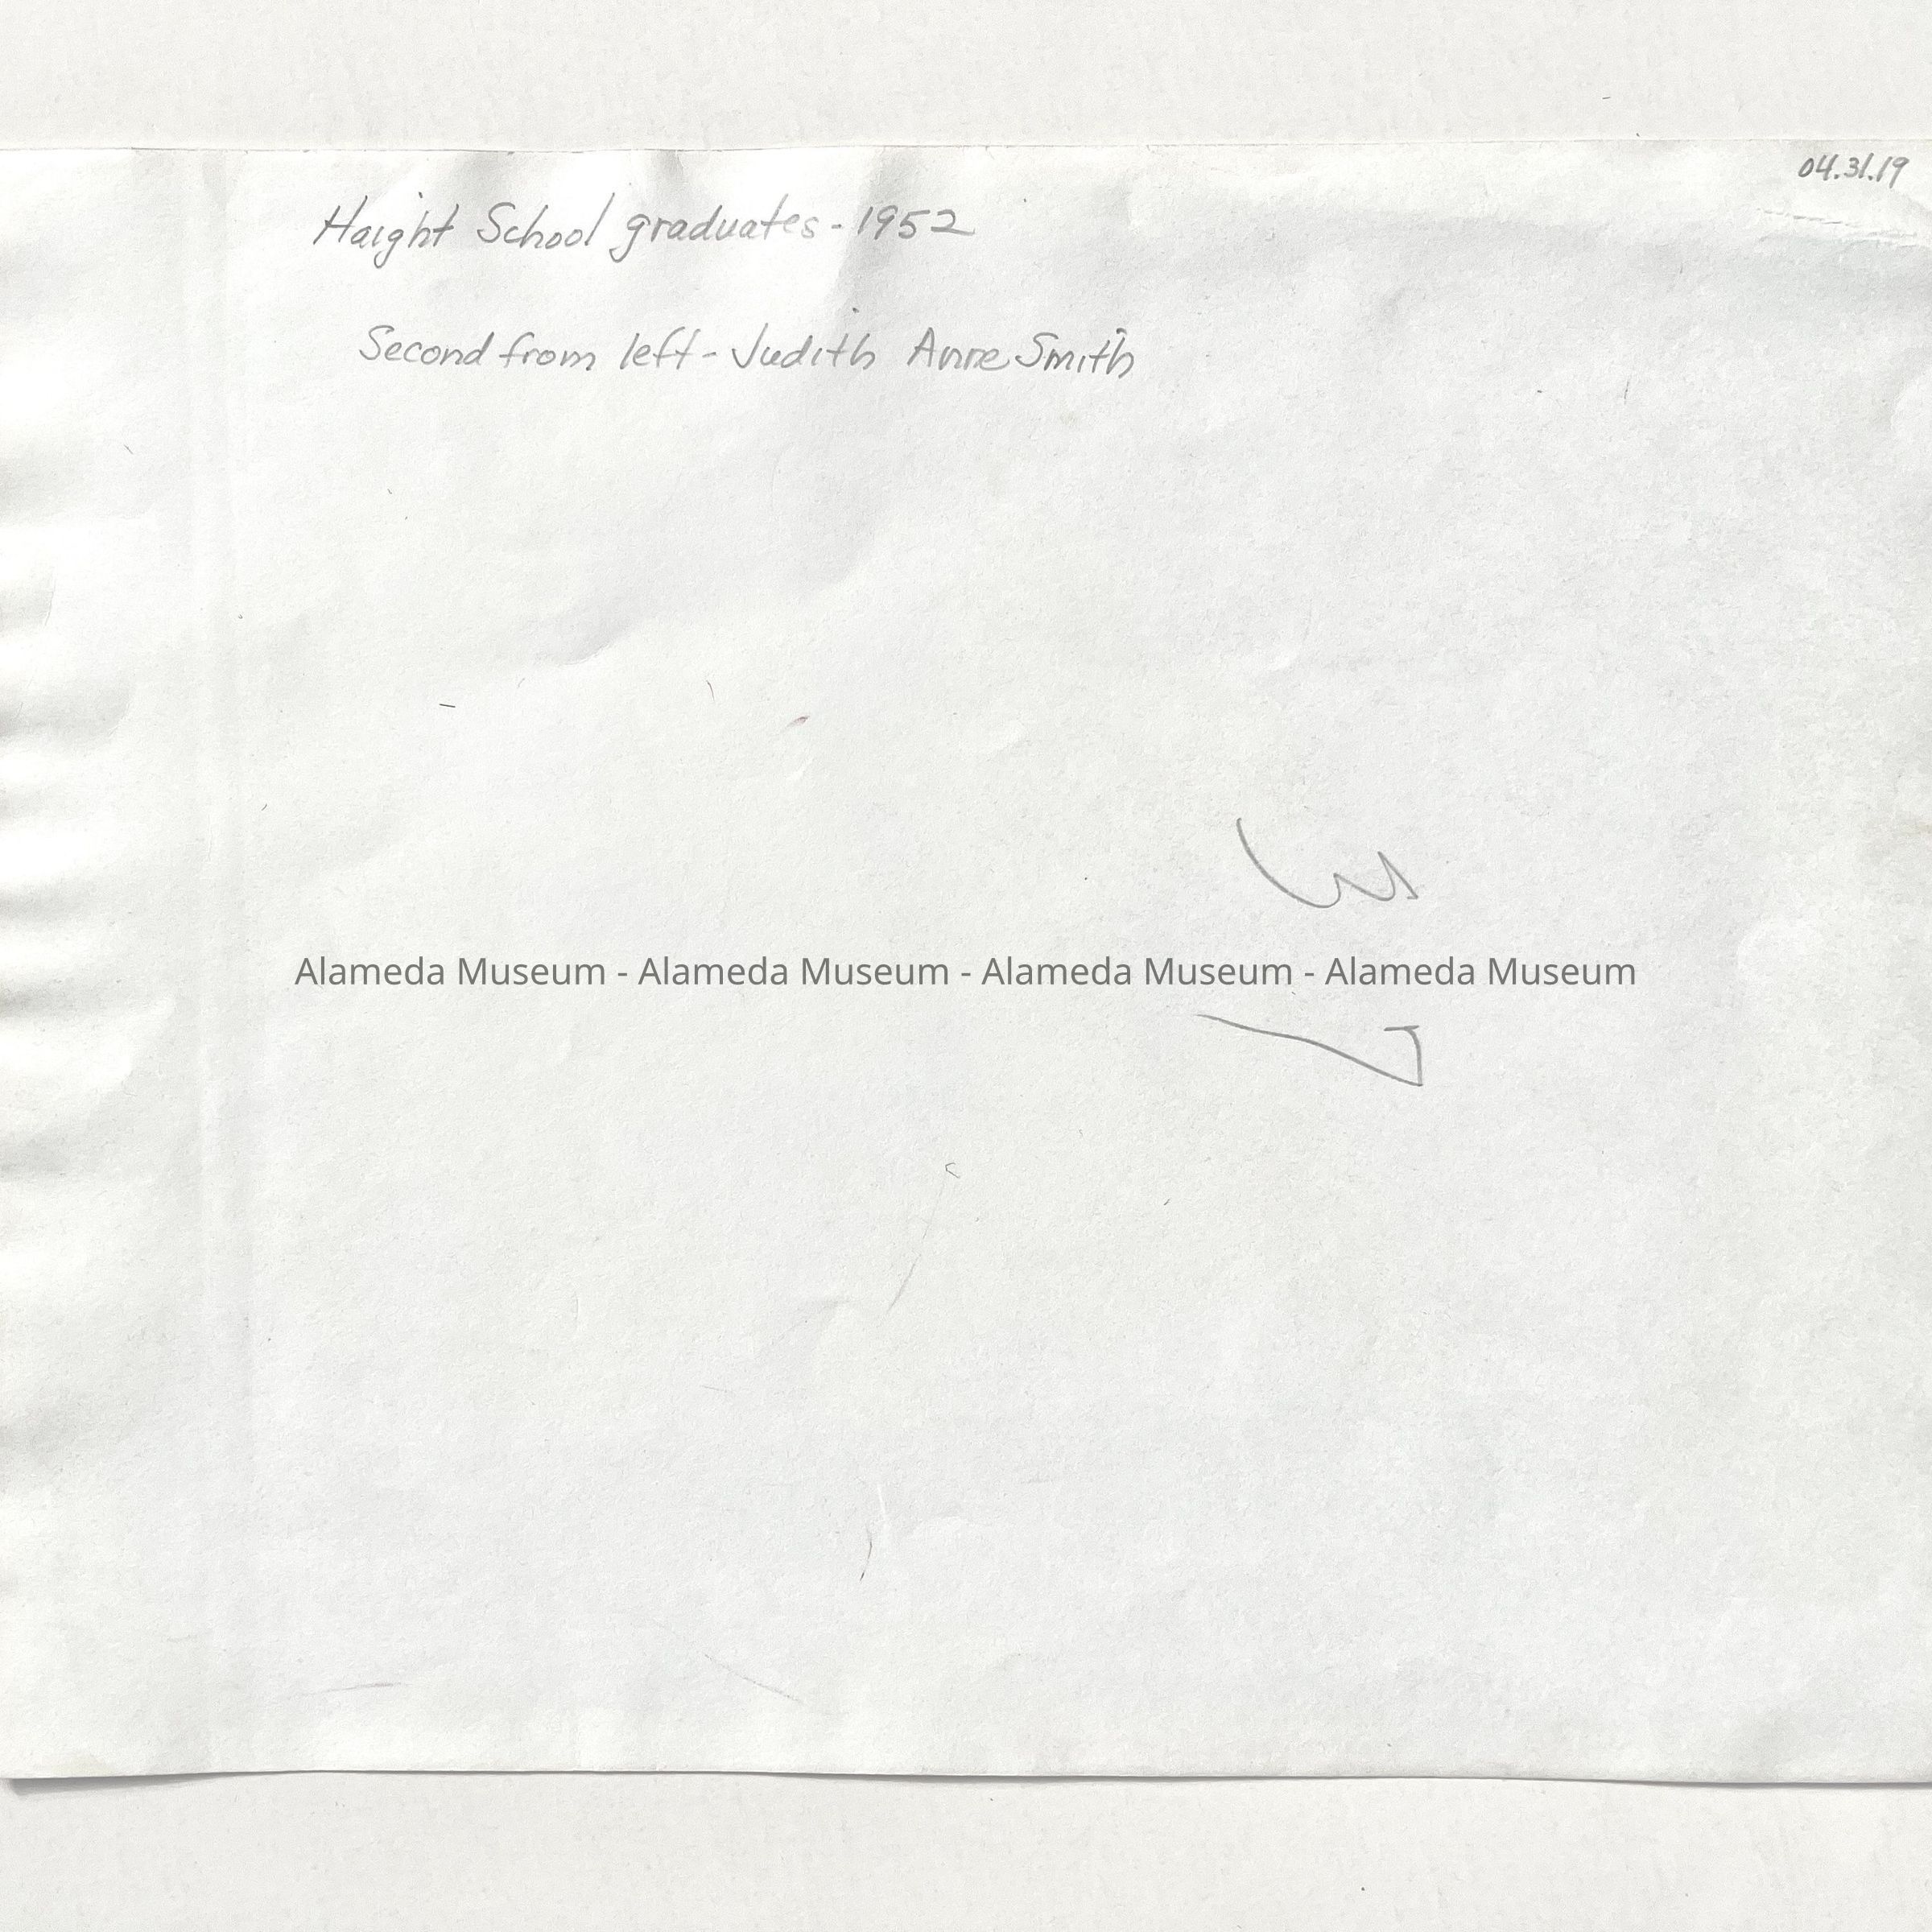 04.31.19
Haight School graduates - 1952
Second from left - Judith Anne Smith
Alameda Museum - Alameda Museum - Alameda Museum - Alameda Museum